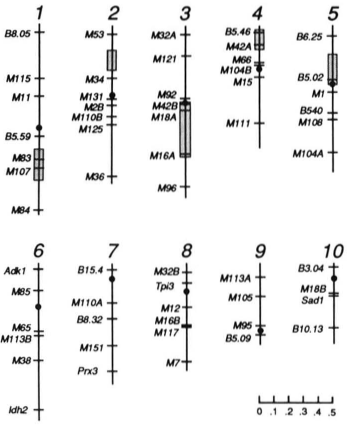 1
B8.05
M115
M11
B5.59
M83
M107
M84
2
M53
M34
M131
M2B
M110B
M125
M36
3
M32A
M121
M92
M42B
M18A
M16A
M96
4
B5.46
M42A
M66
M104B
M15
M111
5
B6.25
B5.02
M1
B540
M108
M104A
6
Adk1
M85
M65
M113B
M38
Idh2
7
B15.4
M110A
B8.32
M151
Prx3
8
M32B
Tpi3
M12
M16B
M117
M7
9
M113A
M105
M95
B5.09
10
B3.04
M18B
Sad1
B10.13
0 .1 .2 .3 .4 .5